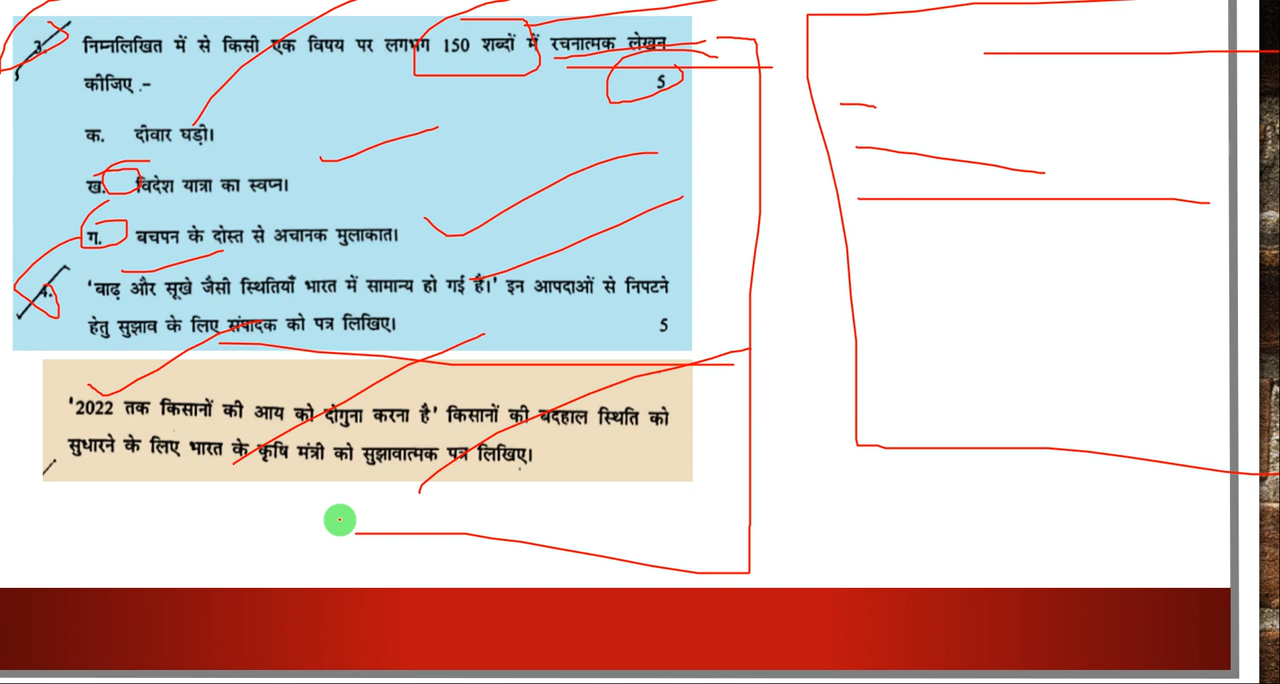 3. निम्नलिखित में से किसी एक विषय पर लगभग 150 शब्दों में रचनात्मक लेखन
कीजिए :- 5
क. दीवार घड़ी।
ख. विदेश यात्रा का स्वप्न।
ग. बचपन के दोस्त से अचानक मुलाकात।
4. 'बाढ़ और सूखे जैसी स्थितियाँ भारत में सामान्य हो गई हैं।' इन आपदाओं से निपटने
हेतु सुझाव के लिए संपादक को पत्र लिखिए। 5
'2022 तक किसानों की आय को दोगुना करना है' किसानों की बदहाल स्थिति को
सुधारने के लिए भारत के कृषि मंत्री को सुझावात्मक पत्र लिखिए।